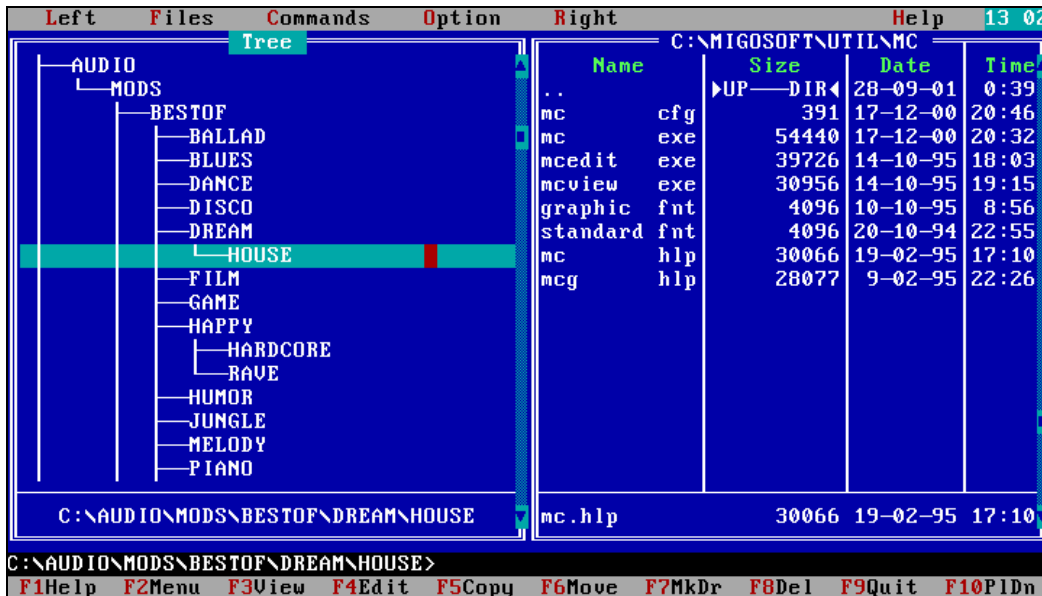 Left Files Commands Option Right Help 13 02
Tree
AUDIO
MODS
BESTOF
BALLAD
BLUES
DANCE
DISCO
DREAM
HOUSE
FILM
GAME
HAPPY
HARDCORE
RAVE
HUMOR
JUNGLE
MELODY
PIANO
C:\AUDIO\MODS\BESTOF\DREAM\HOUSE
C:\MIGOSOFT\UTIL\MC
Name Size Date Time
.. ►UP──DIR◄ 28-09-01 0:39
mc cfg 391 17-12-00 20:46
mc exe 54440 17-12-00 20:32
mcedit exe 39726 14-10-95 18:03
mcview exe 30956 14-10-95 19:15
graphic fnt 4096 10-10-95 8:56
standard fnt 4096 20-10-94 22:55
mc hlp 30066 19-02-95 17:10
mcg hlp 28077 9-02-95 22:26
mc.hlp 30066 19-02-95 17:10
C:\AUDIO\MODS\BESTOF\DREAM\HOUSE>
F1Help F2Menu F3View F4Edit F5Copy F6Move F7MkDr F8Del F9Quit F10PlDn